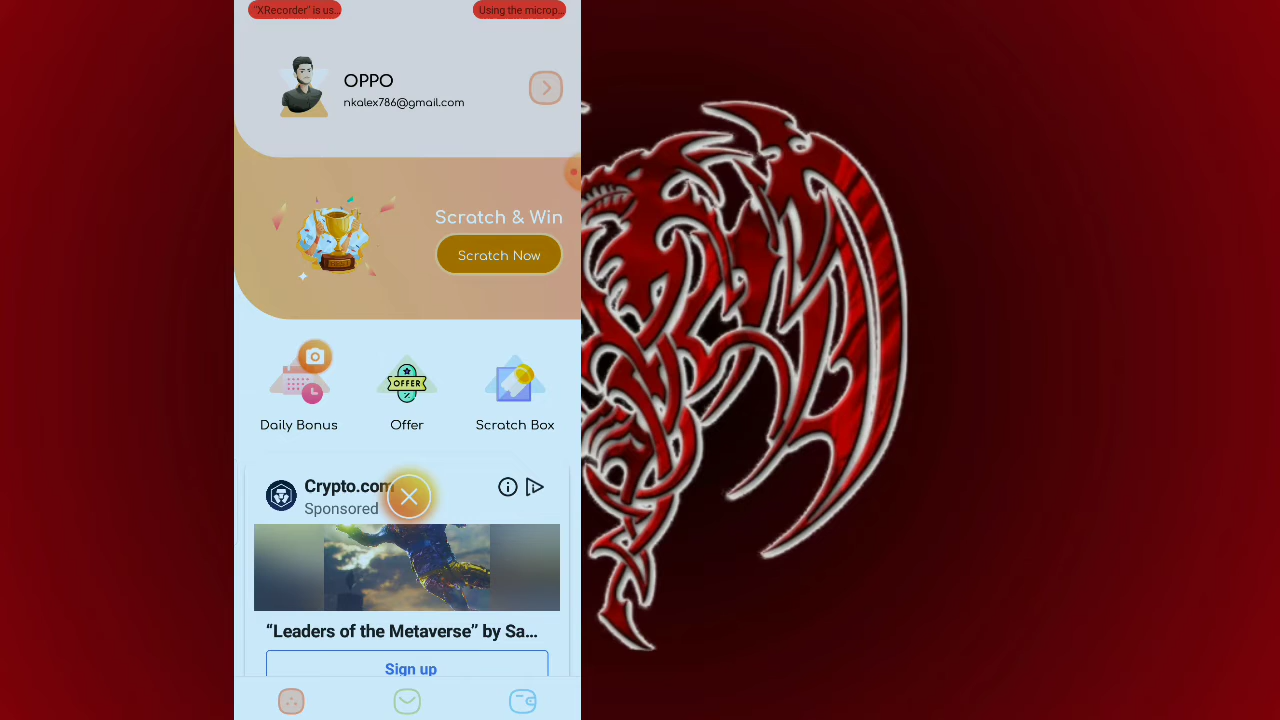 "XRecorder" is us...
Using the microp...
OPPO
nkalex786@gmail.com
Scratch & Win
Scratch Now
OFFER
Daily Bonus
Offer
Scratch Box
Crypto.com
Sponsored
“Leaders of the Metaverse” by Sa...
Sign up